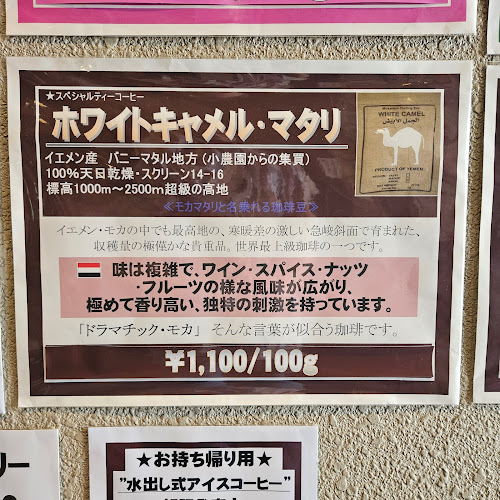 ★スペシャルティーコーヒー
ホワイトキャメル・マタリ
イエメン産 バニーマタル地方(小農園からの集買)
100%天日乾燥・スクリーン14-16
標高1000m～2500m超級の高地
≪モカマタリと名乗れる珈琲豆≫
WHITE CAMEL
PRODUCT OF YEMEN
イエメン・モカの中でも最高地の、寒暖差の激しい急峻斜面で育まれた、
収穫量の極僅かな貴重品。世界最上級珈琲の一つです。
味は複雑で、ワイン・スパイス・ナッツ
・フルーツの様な風味が広がり、
極めて香り高い、独特の刺激を持っています。
「ドラマチック・モカ」 そんな言葉が似合う珈琲です。
¥1,100/100g
リー
★お持ち帰り用★
"水出し式アイスコーヒー"